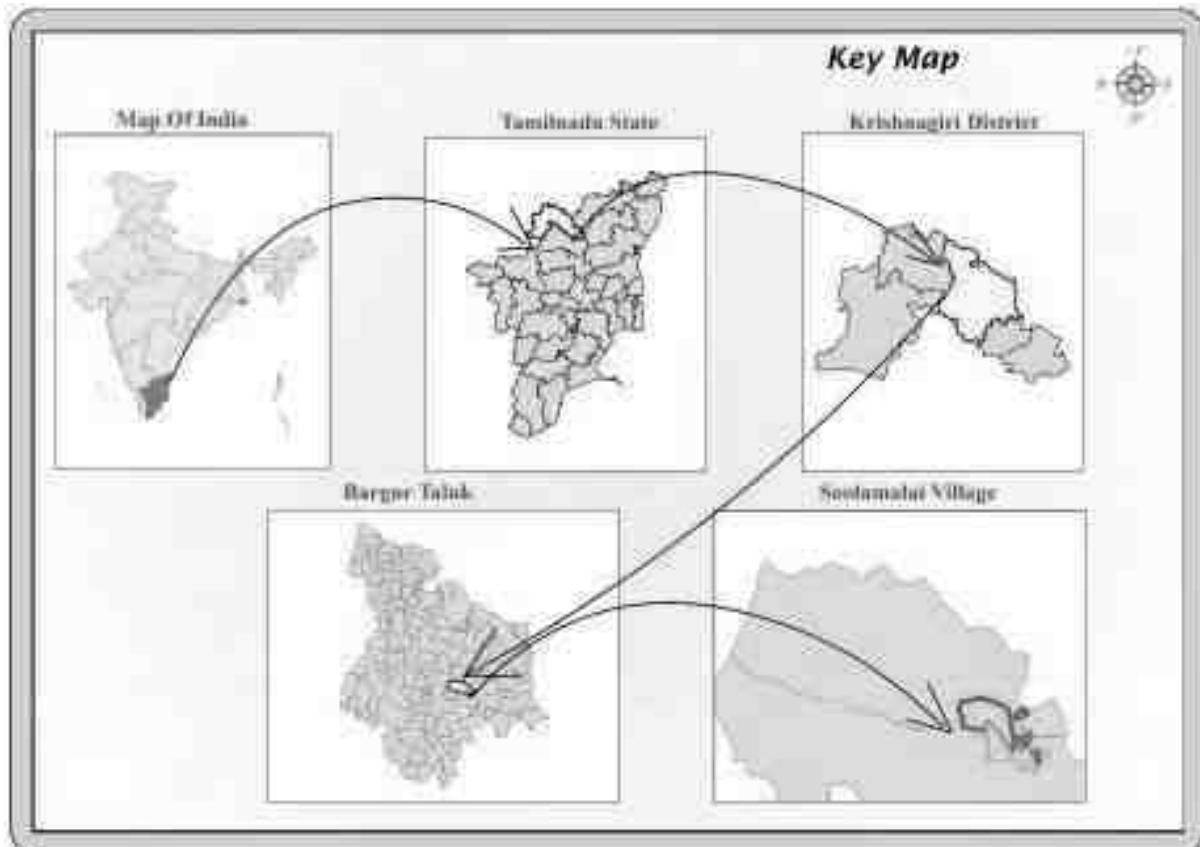 Key Map
Map Of India
Tamilnadu State
Krishnagiri District
Bargur Taluk
Soolamalai Village